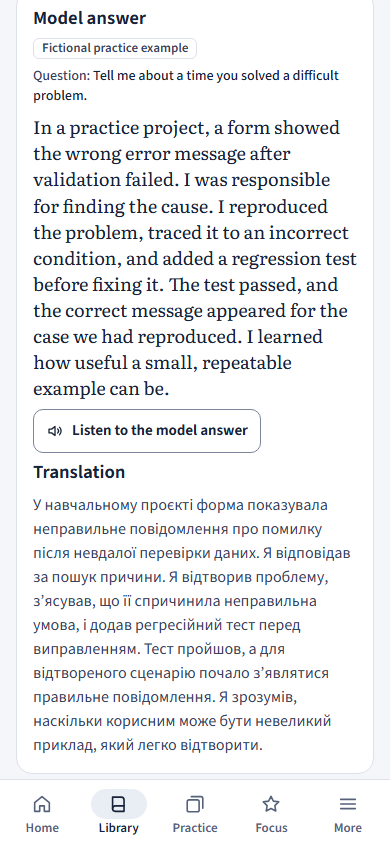 Model answer
Fictional practice example
Question: Tell me about a time you solved a difficult
problem.
In a practice project, a form showed
the wrong error message after
validation failed. I was responsible
for finding the cause. I reproduced
the problem, traced it to an incorrect
condition, and added a regression test
before fixing it. The test passed, and
the correct message appeared for the
case we had reproduced. I learned
how useful a small, repeatable
example can be.
Listen to the model answer
Translation
У навчальному проєкті форма показувала
неправильне повідомлення про помилку
після невдалої перевірки даних. Я відповідав
за пошук причини. Я відтворив проблему,
з’ясував, що її спричинила неправильна
умова, і додав регресійний тест перед
виправленням. Тест пройшов, а для
відтвореного сценарію почало з’являтися
правильне повідомлення. Я зрозумів,
наскільки корисним може бути невеликий
приклад, який легко відтворити.
Home
Library
Practice
Focus
More